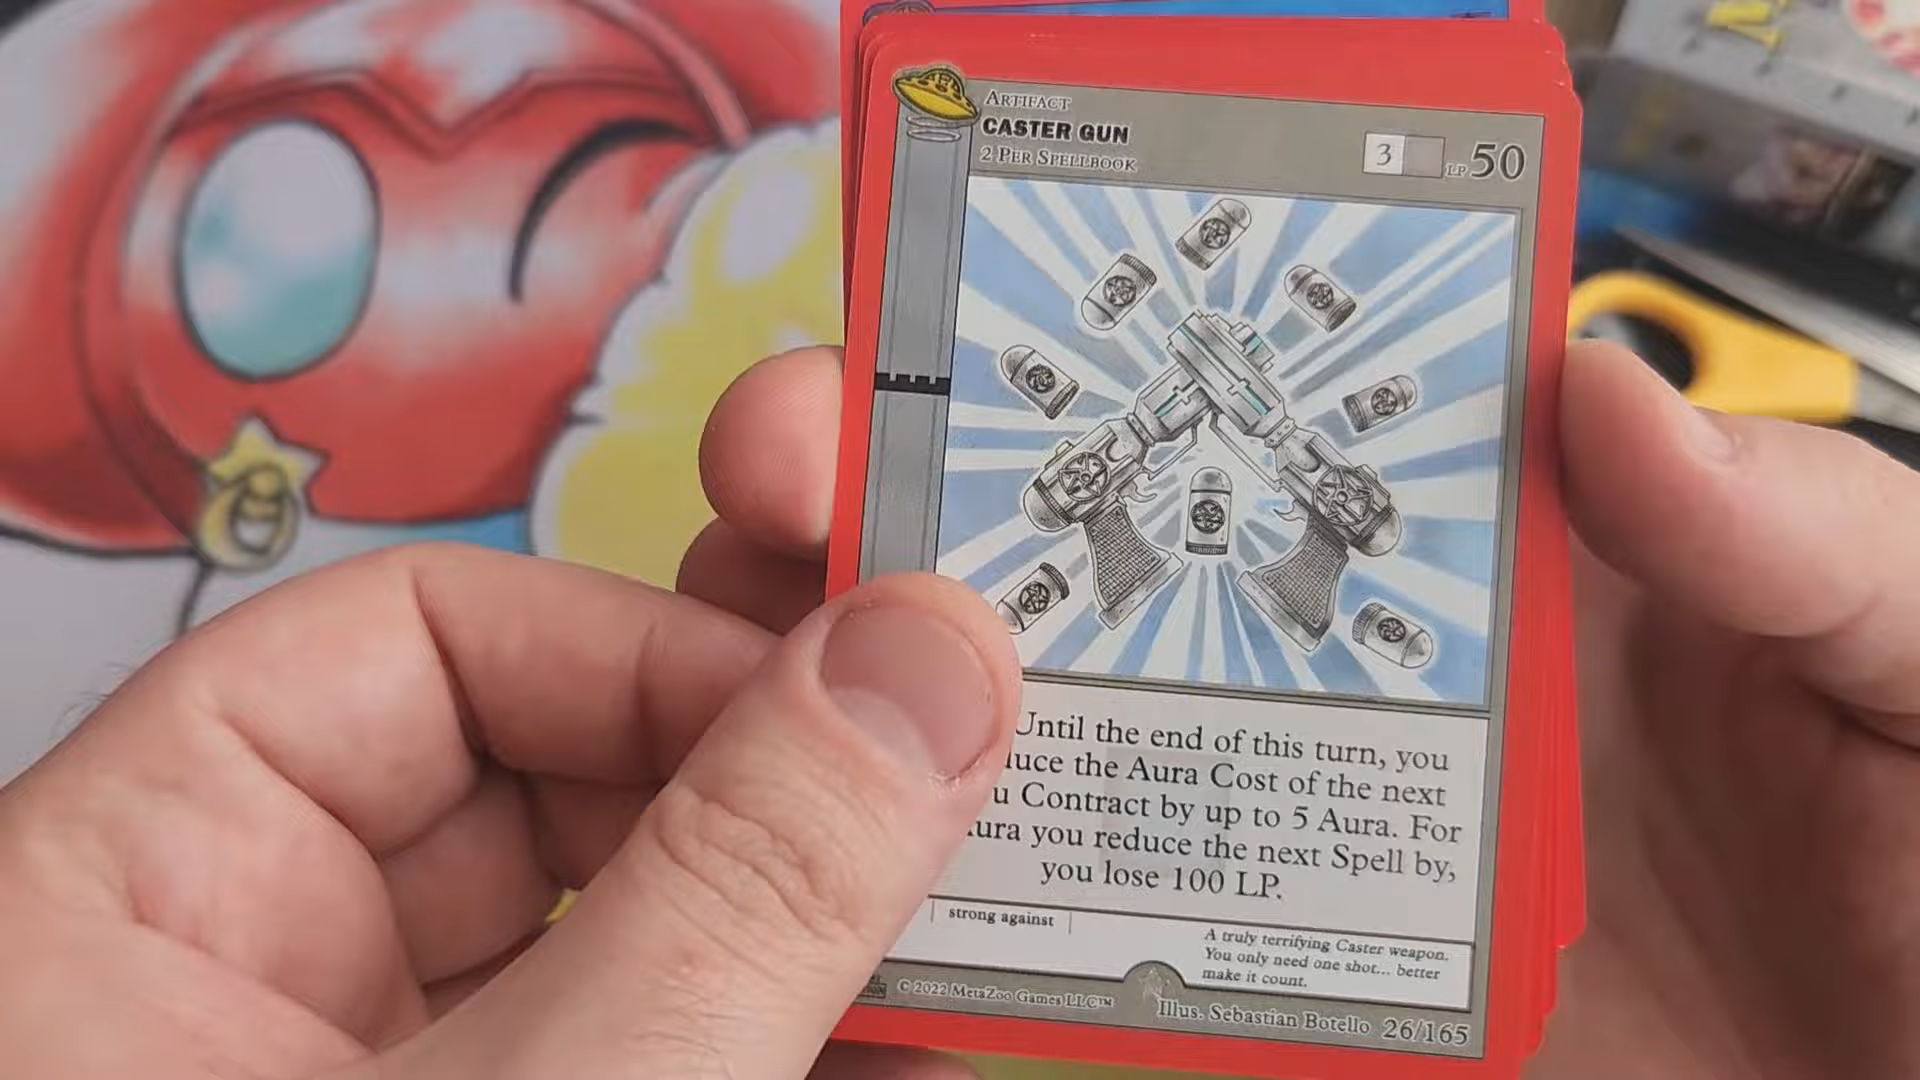 ARTIFACT
CASTER GUN
2 PER SPELLBOOK
3
LP 50
Until the end of this turn, you
uce the Aura Cost of the next
u Contract by up to 5 Aura. For
ura you reduce the next Spell by,
you lose 100 LP.
strong against
A truly terrifying Caster weapon.
You only need one shot... better
make it count.
© 2022 MetaZoo Games LLC™
Illus. Sebastian Botello 26/165